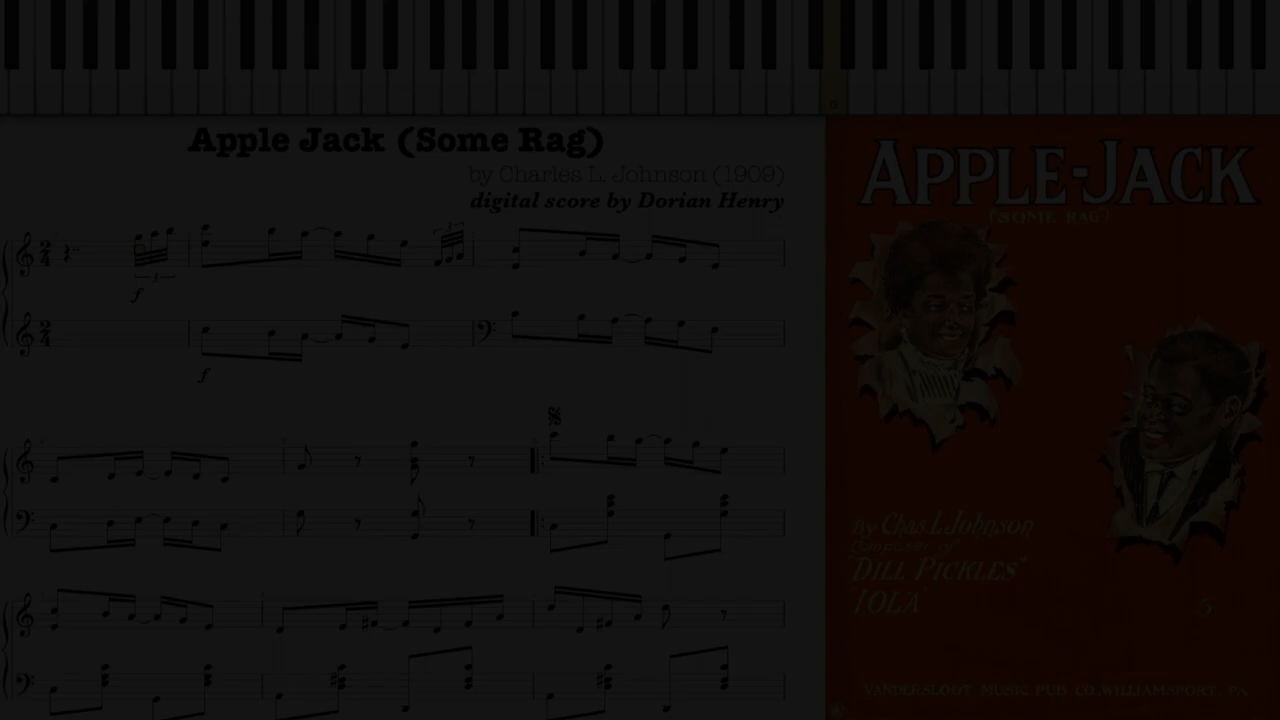 Apple Jack (Some Rag)
by Charles L. Johnson (1909)
digital score by Dorian Henry
APPLE-JACK
(SOME RAG)
By Chas. L. Johnson
Composer of
"DILL PICKLES"
"IOLA"
5
VANDERSLOOT MUSIC PUB. CO. WILLIAMSPORT, PA.